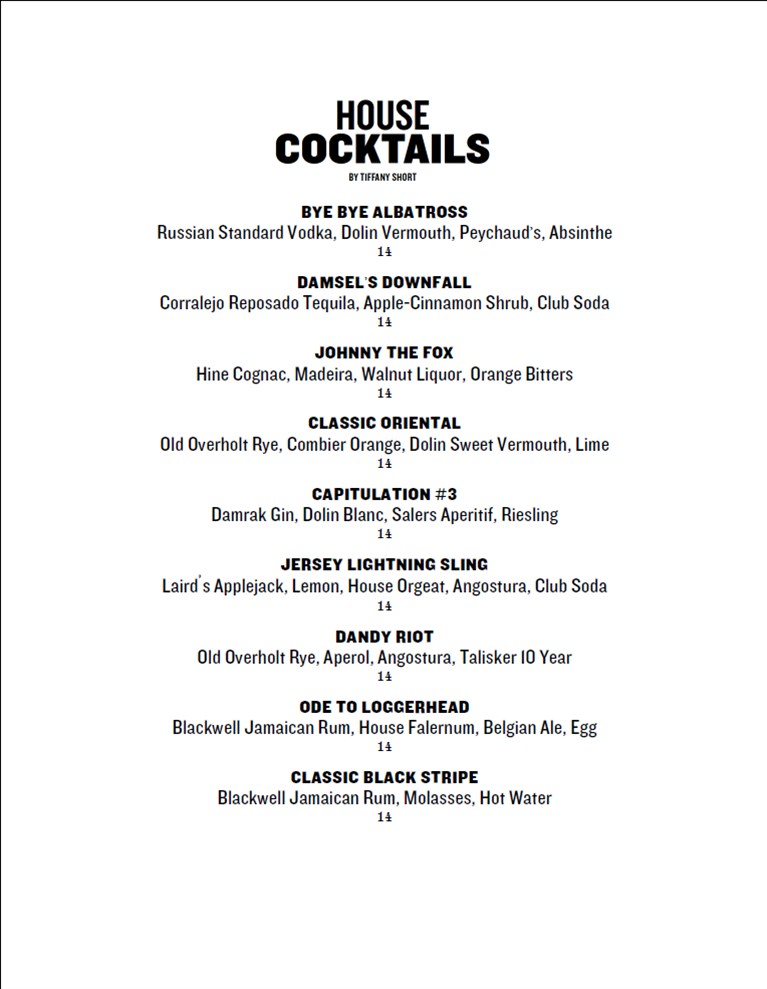 HOUSE
COCKTAILS
BY TIFFANY SHORT
BYE BYE ALBATROSS
Russian Standard Vodka, Dolin Vermouth, Peychaud's, Absinthe
14
DAMSEL'S DOWNFALL
Corralejo Reposado Tequila, Apple-Cinnamon Shrub, Club Soda
14
JOHNNY THE FOX
Hine Cognac, Madeira, Walnut Liquor, Orange Bitters
14
CLASSIC ORIENTAL
Old Overholt Rye, Combier Orange, Dolin Sweet Vermouth, Lime
14
CAPITULATION #3
Damrak Gin, Dolin Blanc, Salers Aperitif, Riesling
14
JERSEY LIGHTNING SLING
Laird's Applejack, Lemon, House Orgeat, Angostura, Club Soda
14
DANDY RIOT
Old Overholt Rye, Aperol, Angostura, Talisker 10 Year
14
ODE TO LOGGERHEAD
Blackwell Jamaican Rum, House Falernum, Belgian Ale, Egg
14
CLASSIC BLACK STRIPE
Blackwell Jamaican Rum, Molasses, Hot Water
14